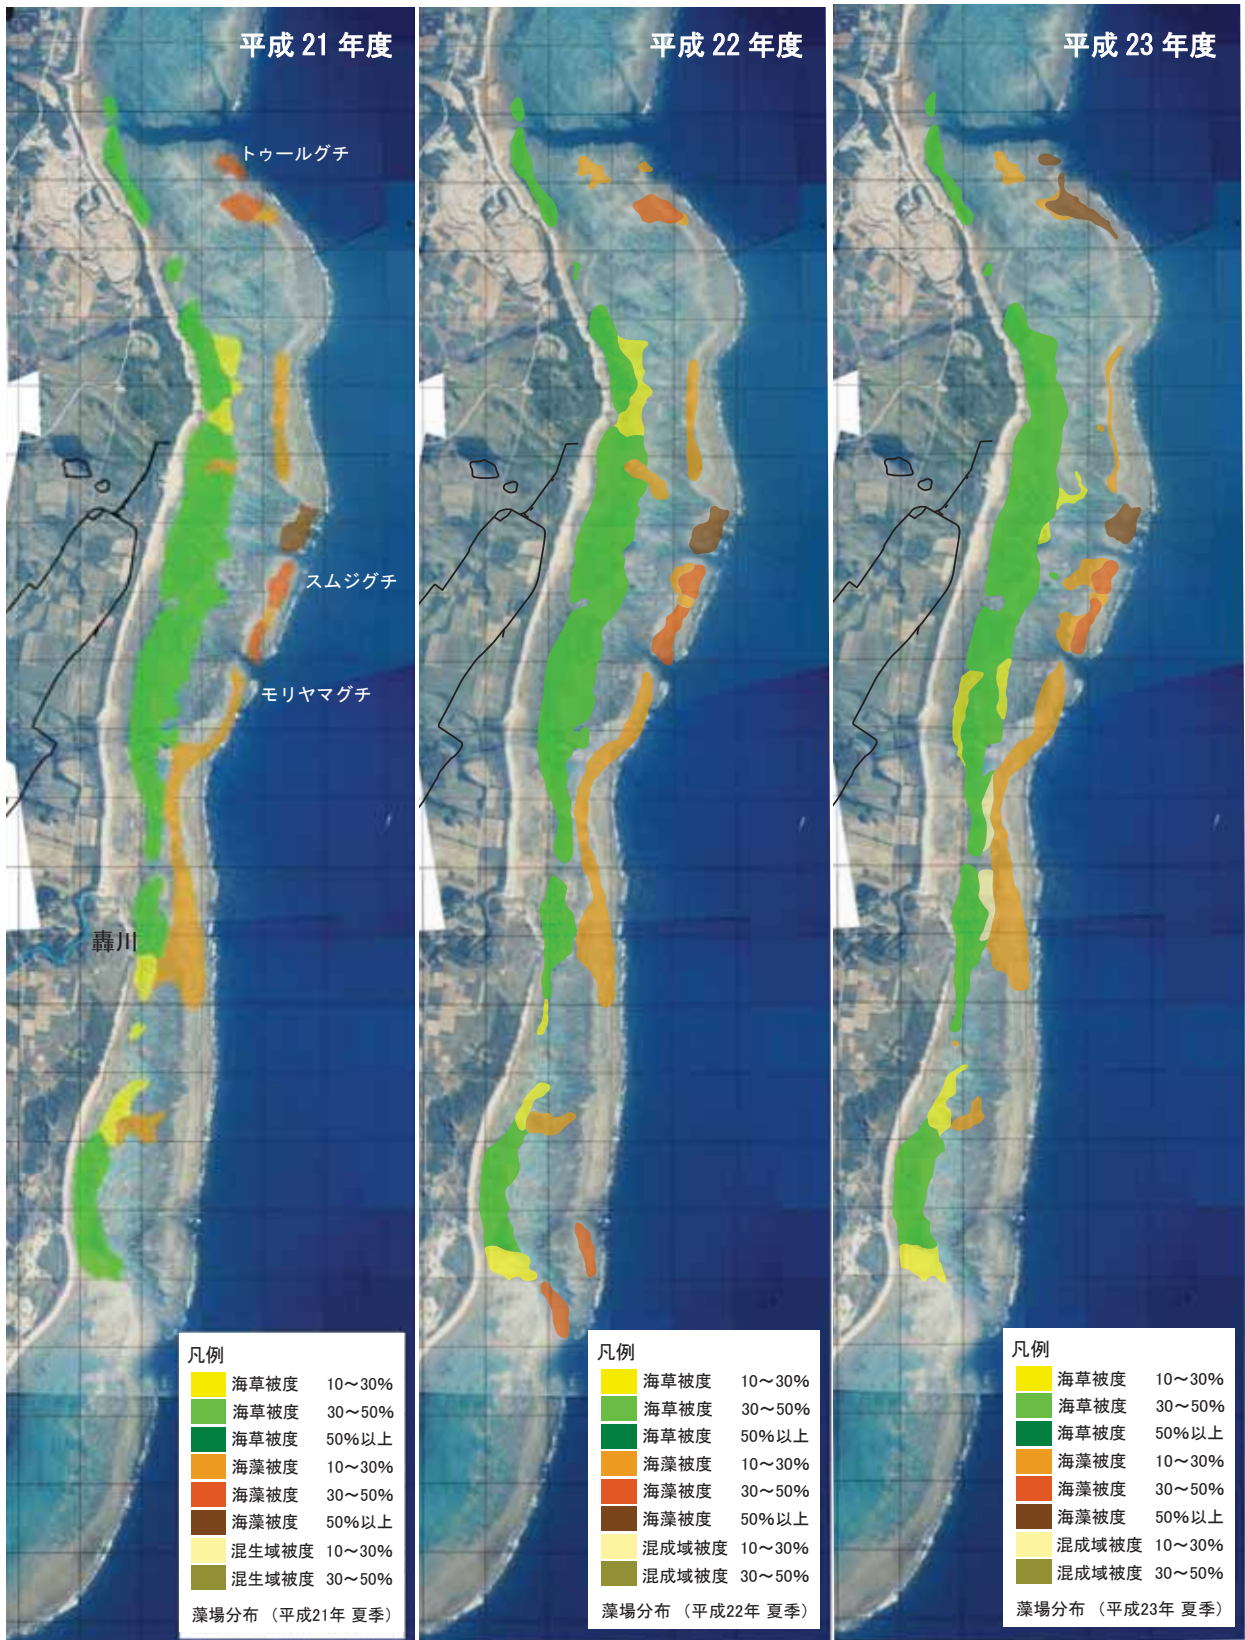 平成 21 年度
トゥールグチ
スムジグチ
モリヤマグチ
轟川
凡例
海草被度 10～30%
海草被度 30～50%
海草被度 50%以上
海藻被度 10～30%
海藻被度 30～50%
海藻被度 50%以上
混生域被度 10～30%
混生域被度 30～50%
藻場分布 （平成21年 夏季）
平成 22 年度
凡例
海草被度 10～30%
海草被度 30～50%
海草被度 50%以上
海藻被度 10～30%
海藻被度 30～50%
海藻被度 50%以上
混成域被度 10～30%
混成域被度 30～50%
藻場分布 （平成22年 夏季）
平成 23 年度
凡例
海草被度 10～30%
海草被度 30～50%
海草被度 50%以上
海藻被度 10～30%
海藻被度 30～50%
海藻被度 50%以上
混成域被度 10～30%
混成域被度 30～50%
藻場分布 （平成23年 夏季）